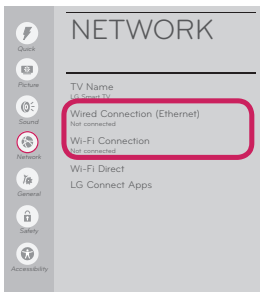 NETWORK
Quick
Picture
Sound
Network
General
Safety
Accessibility
TV Name
LG Smart TV
Wired Connection (Ethernet)
Not connected
Wi-Fi Connection
Not connected
Wi-Fi Direct
LG Connect Apps